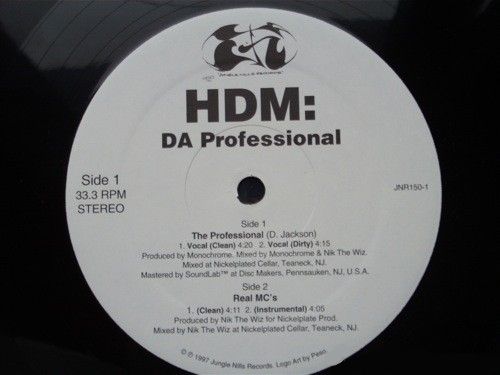 "JUNGLE NILLS RECORDS"
HDM:
DA Professional
Side 1
33.3 RPM
STEREO
JNR150-1
Side 1
The Professional (D. Jackson)
1. Vocal (Clean) 4:20 2. Vocal (Dirty) 4:15
Produced by Monochrome. Mixed by Monochrome & Nik The Wiz.
Mixed at Nickelplated Cellar, Teaneck, NJ.
Mastered by SoundLab™ at Disc Makers, Pennsauken, NJ, U.S.A.
Side 2
Real MC's
1. (Clean) 4:11 2. (Instrumental) 4:05
Produced by Nik The Wiz for Nickelplate Prod.
Mixed by Nik The Wiz at Nickelplated Cellar, Teaneck, NJ.
© ℗ 1997 Jungle Nills Records. Logo Art by Peso.